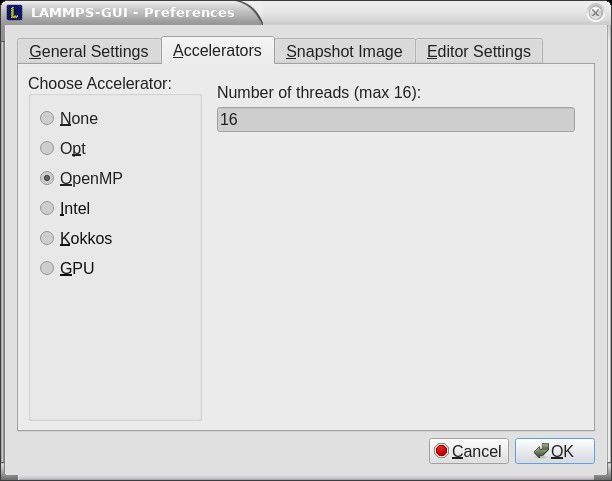 L LAMMPS-GUI - Preferences
General Settings Accelerators Snapshot Image Editor Settings
Choose Accelerator:
Number of threads (max 16):
None
16
Opt
OpenMP
Intel
Kokkos
GPU
Cancel OK